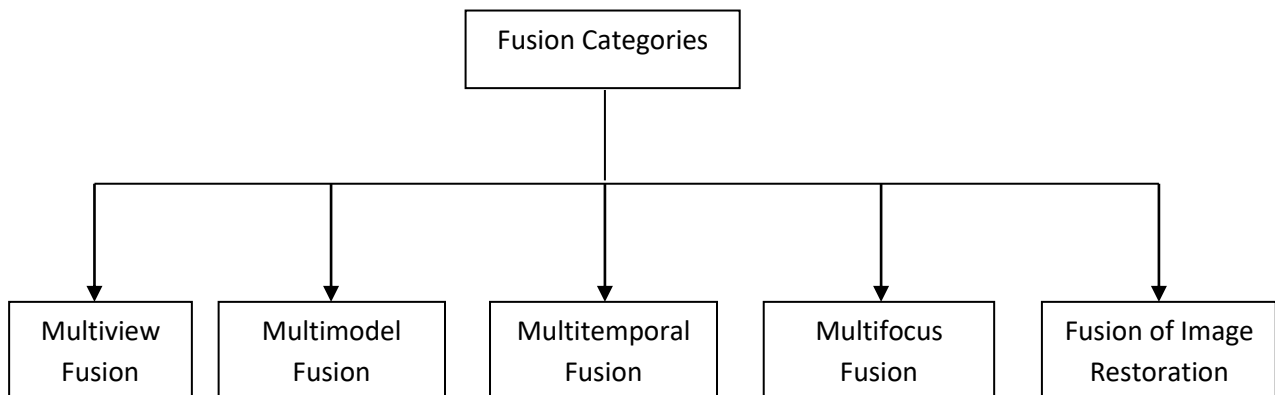 Fusion Categories
Multiview
Fusion
Multimodel
Fusion
Multitemporal
Fusion
Multifocus
Fusion
Fusion of Image
Restoration